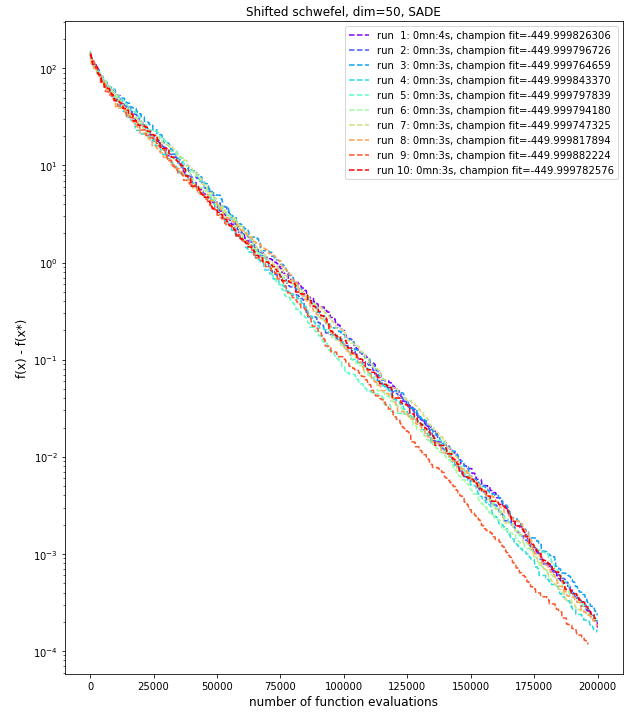 Shifted schwefel, dim=50, SADE
run  1: 0mn:4s, champion fit=-449.999826306
run  2: 0mn:3s, champion fit=-449.999796726
run  3: 0mn:3s, champion fit=-449.999764659
run  4: 0mn:3s, champion fit=-449.999843370
run  5: 0mn:3s, champion fit=-449.999797839
run  6: 0mn:3s, champion fit=-449.999794180
run  7: 0mn:3s, champion fit=-449.999747325
run  8: 0mn:3s, champion fit=-449.999817894
run  9: 0mn:3s, champion fit=-449.999882224
run 10: 0mn:3s, champion fit=-449.999782576
10²
10¹
10⁰
10⁻¹
10⁻²
10⁻³
10⁻⁴
f(x) - f(x*)
0 25000 50000 75000 100000 125000 150000 175000 200000
number of function evaluations